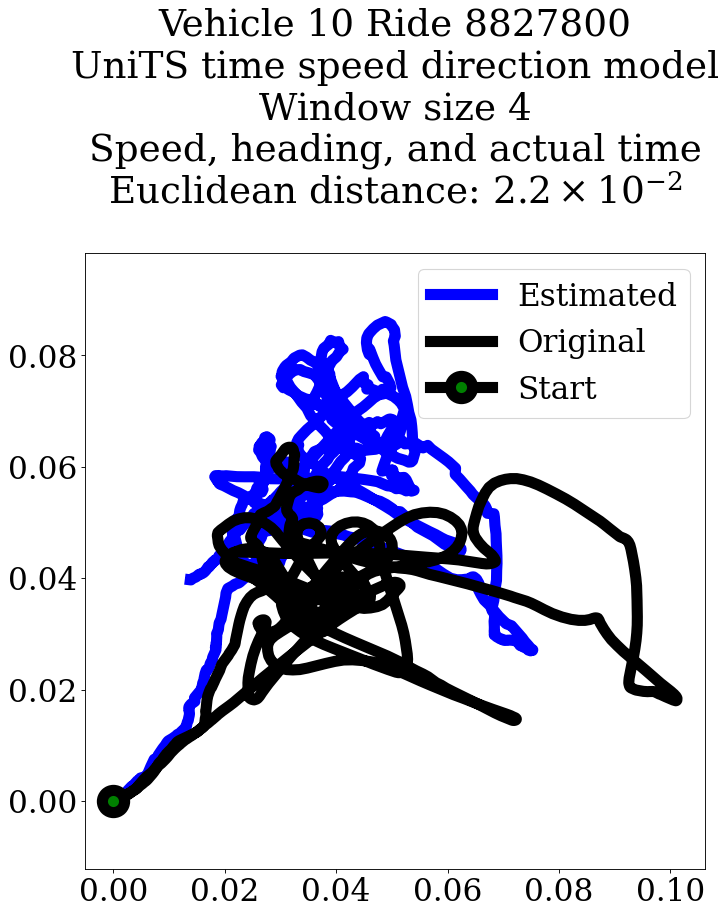 Vehicle 10 Ride 8827800
UniTS time speed direction model
Window size 4
Speed, heading, and actual time
Euclidean distance: 2.2 × 10⁻²
Estimated
Original
Start
0.08
0.06
0.04
0.02
0.00
0.00 0.02 0.04 0.06 0.08 0.10